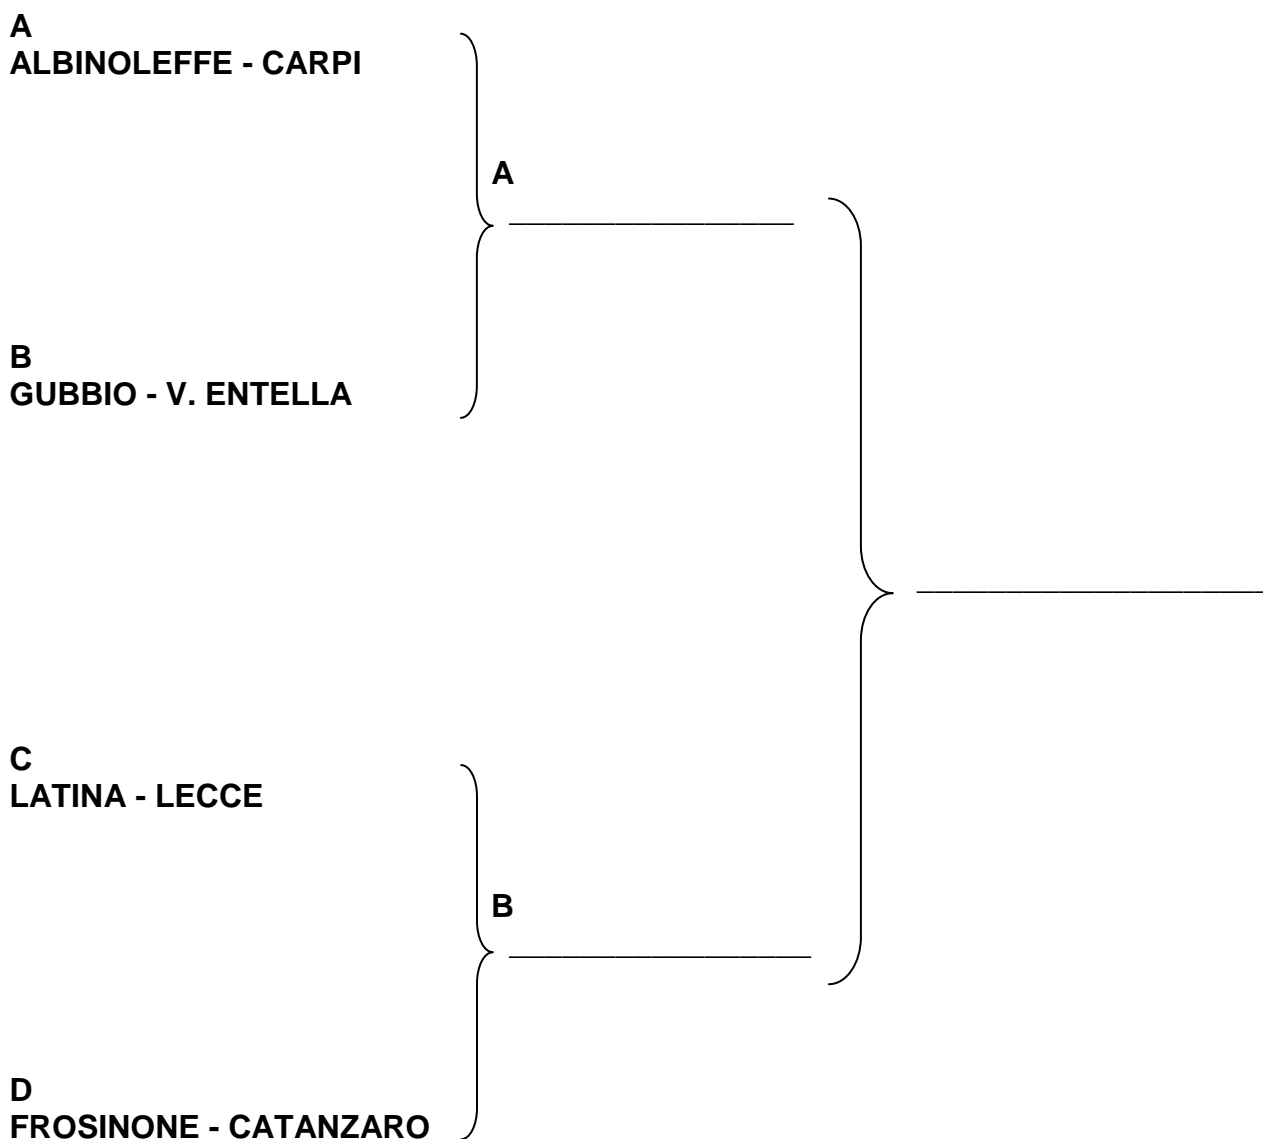 A
ALBINOLEFFE - CARPI
A
B
GUBBIO - V. ENTELLA
C
LATINA - LECCE
B
D
FROSINONE - CATANZARO